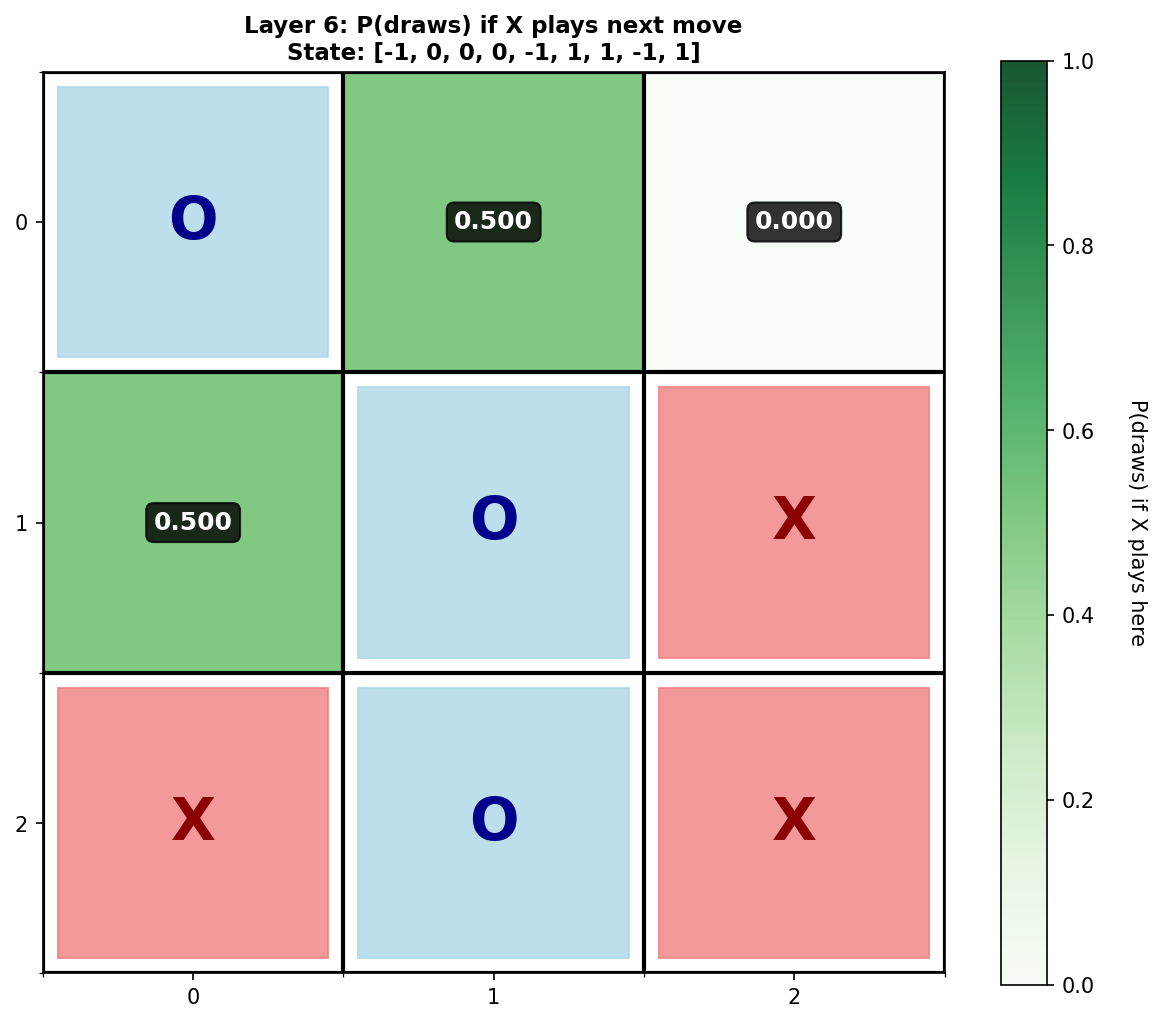 Layer 6: P(draws) if X plays next move
State: [-1, 0, 0, 0, -1, 1, 1, -1, 1]
0
O
0.500
0.000
1
0.500
O
X
2
X
O
X
0
1
2
1.0
0.8
0.6
0.4
0.2
0.0
P(draws) if X plays here